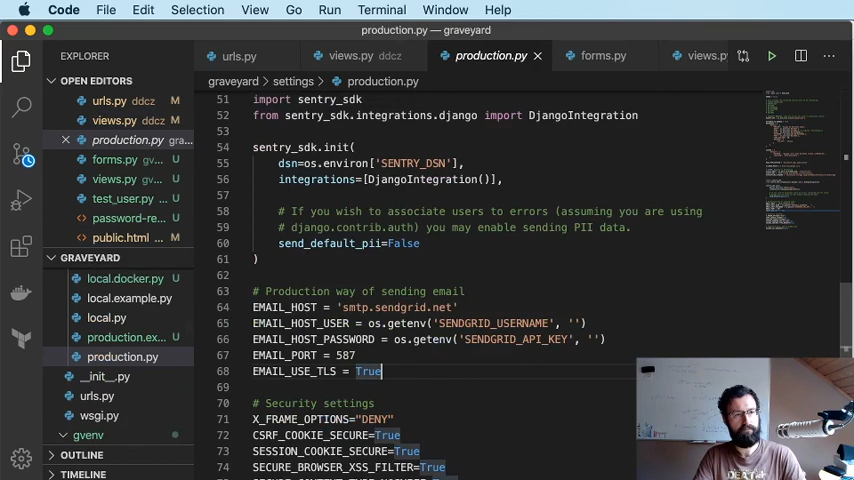 Code File Edit Selection View Go Run Terminal Window Help
production.py — graveyard
EXPLORER
OPEN EDITORS
urls.py ddcz M
views.py ddcz M
production.py gra...
forms.py gv... U
views.py gv... U
test_user.py ... U
password-re... U
public.html ... M
GRAVEYARD
local.docker.py U
local.example.py
local.py
production.ex... U
production.py
__init__.py
urls.py
wsgi.py
gvenv
OUTLINE
TIMELINE
urls.py
views.py ddcz
production.py
forms.py
views.py
graveyard > settings > production.py
51 import sentry_sdk
52 from sentry_sdk.integrations.django import DjangoIntegration
53
54 sentry_sdk.init(
55 dsn=os.environ['SENTRY_DSN'],
56 integrations=[DjangoIntegration()],
57
58 # If you wish to associate users to errors (assuming you are using
59 # django.contrib.auth) you may enable sending PII data.
60 send_default_pii=False
61 )
62
63 # Production way of sending email
64 EMAIL_HOST = 'smtp.sendgrid.net'
65 EMAIL_HOST_USER = os.getenv('SENDGRID_USERNAME', '')
66 EMAIL_HOST_PASSWORD = os.getenv('SENDGRID_API_KEY', '')
67 EMAIL_PORT = 587
68 EMAIL_USE_TLS = True
69
70 # Security settings
71 X_FRAME_OPTIONS="DENY"
72 CSRF_COOKIE_SECURE=True
73 SESSION_COOKIE_SECURE=True
74 SECURE_BROWSER_XSS_FILTER=True
DEATH